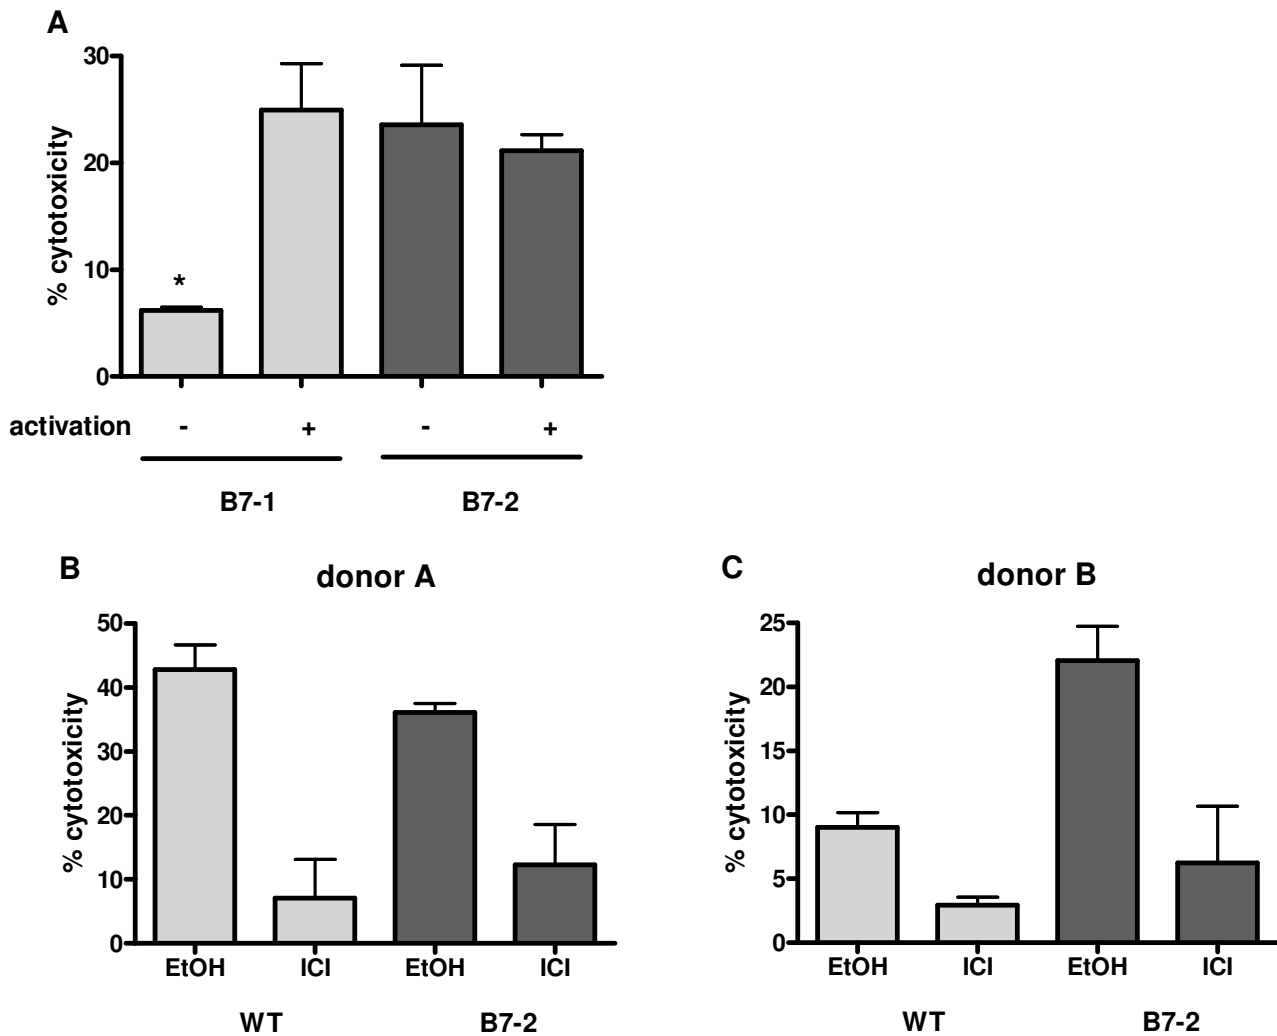 A
30
20
10
0
% cytotoxicity
*
activation - + - +
B7-1 B7-2
B
donor A
50
40
30
20
10
0
% cytotoxicity
EtOH ICI EtOH ICI
WT B7-2
C
donor B
25
20
15
10
5
0
% cytotoxicity
EtOH ICI EtOH ICI
WT B7-2